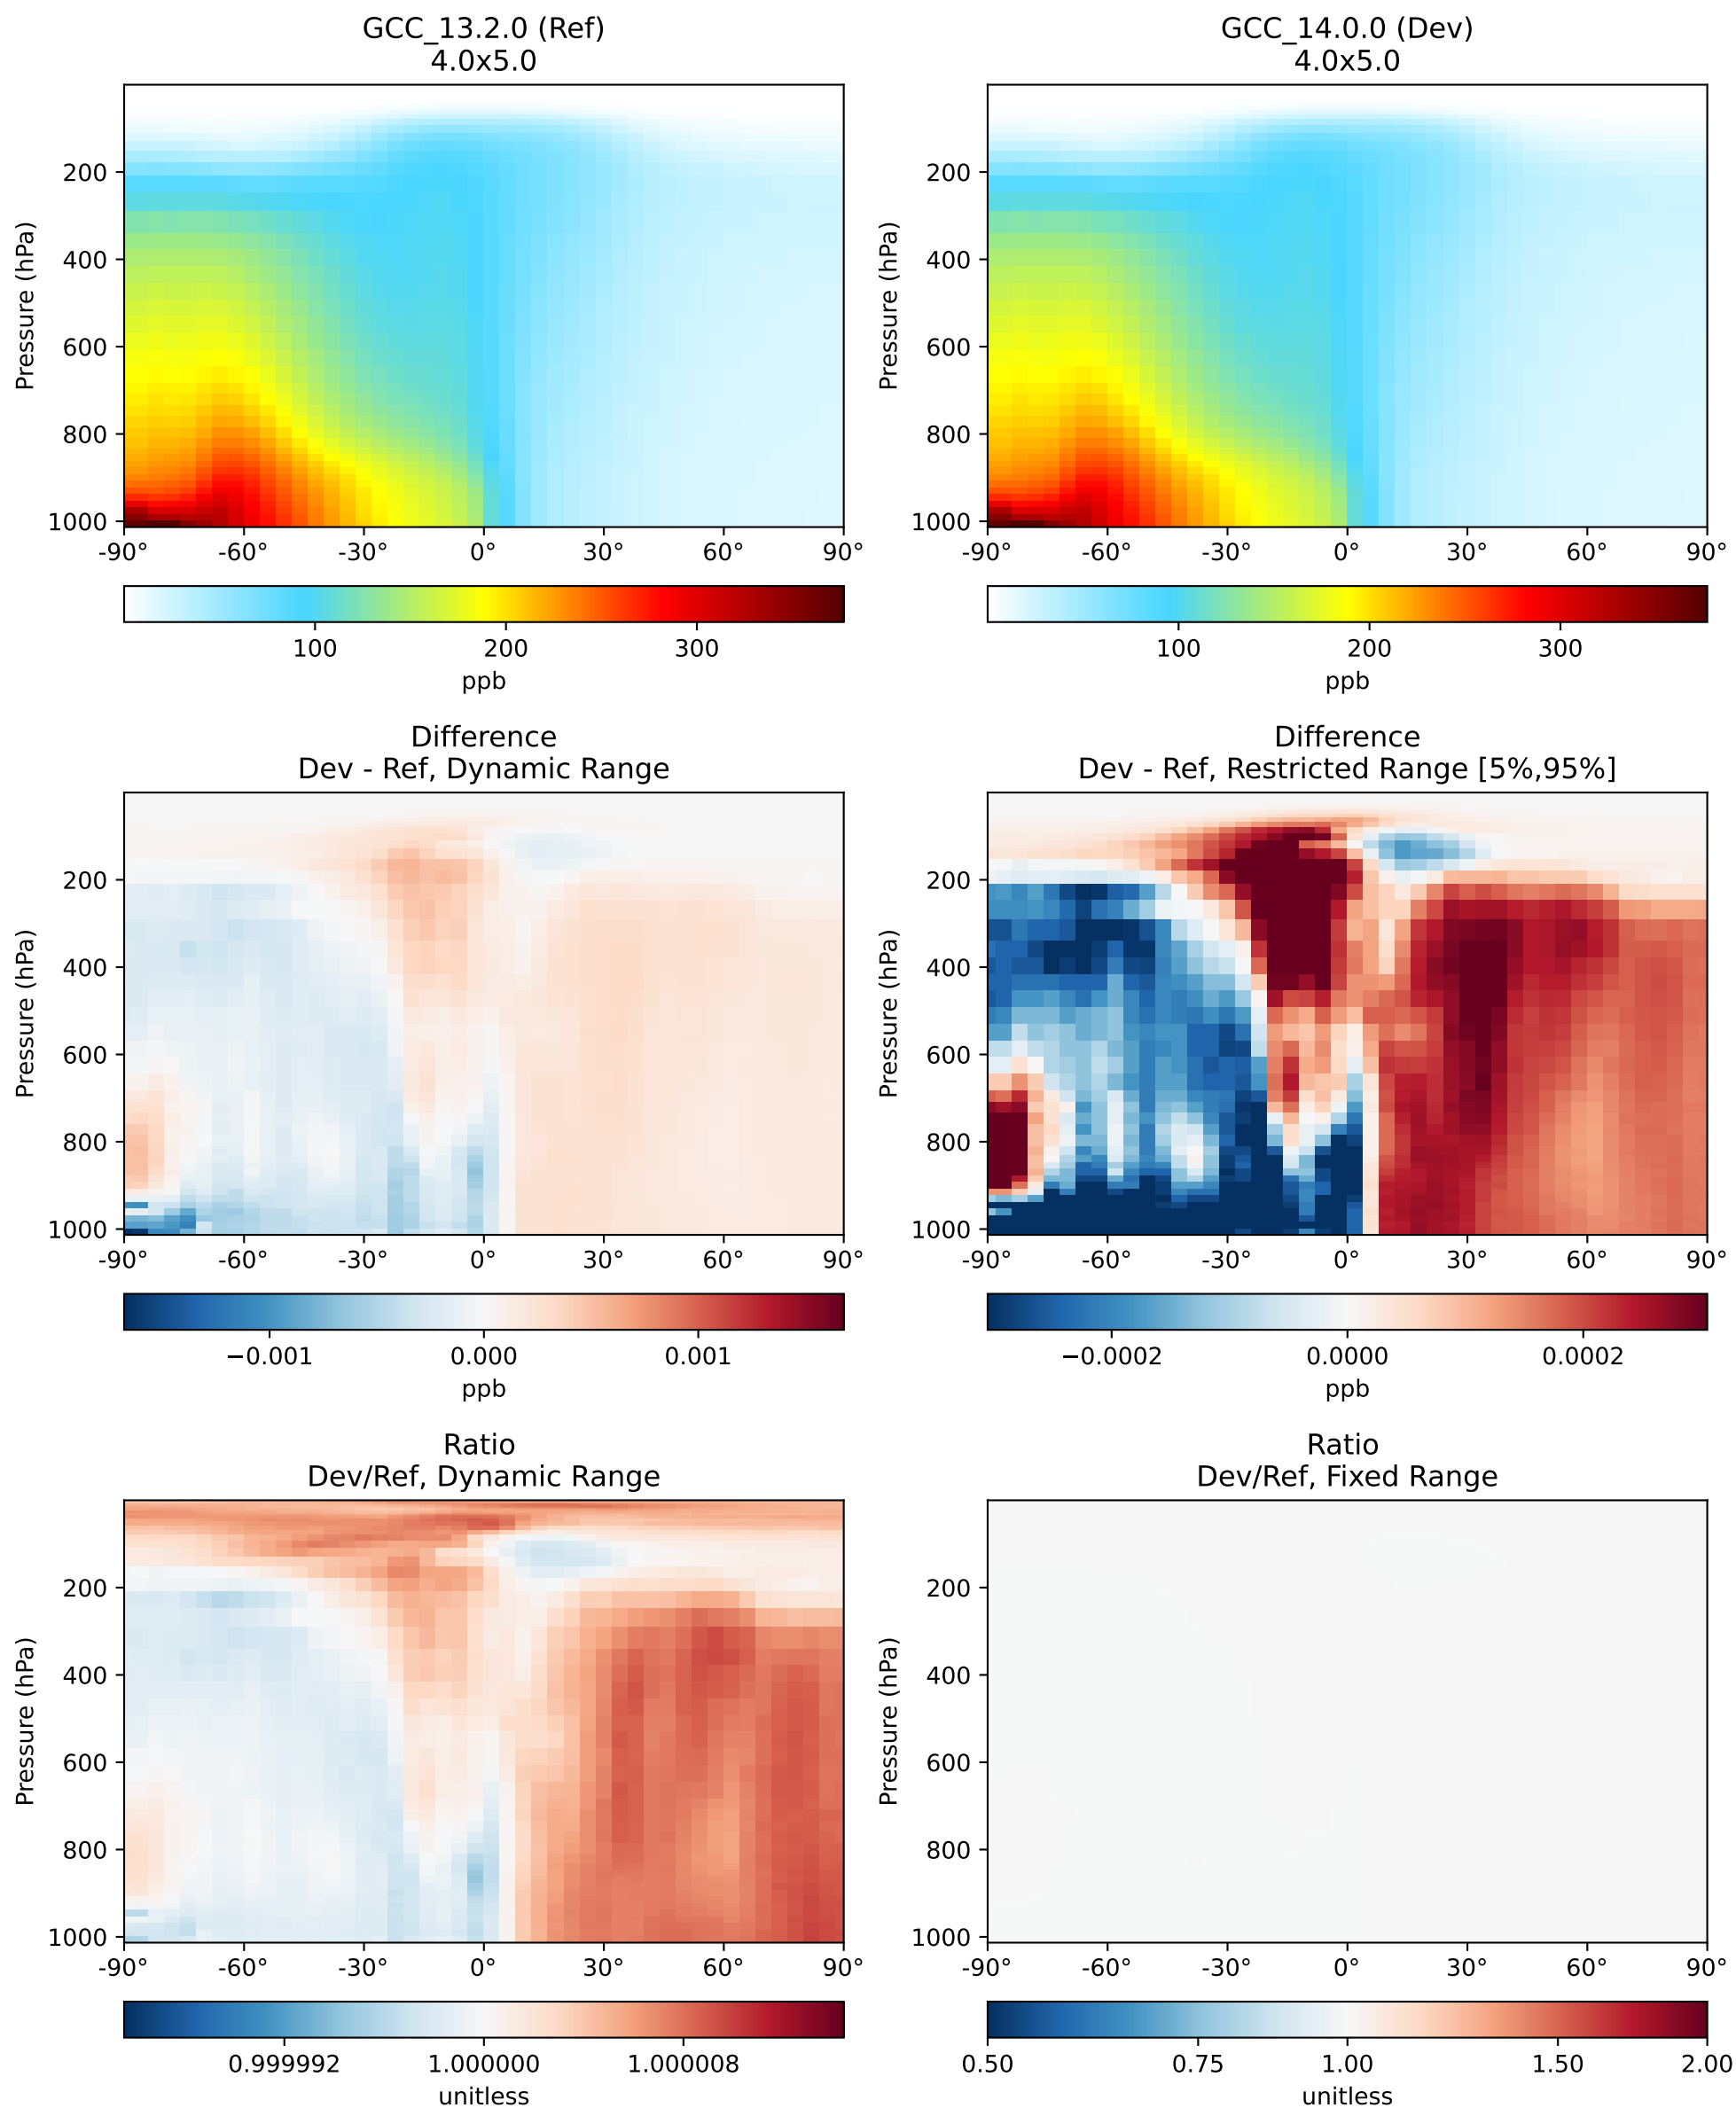 GCC_13.2.0 (Ref)
4.0x5.0
Pressure (hPa)
200
400
600
800
1000
-90° -60° -30° 0° 30° 60° 90°
100 200 300
ppb
GCC_14.0.0 (Dev)
4.0x5.0
Pressure (hPa)
200
400
600
800
1000
-90° -60° -30° 0° 30° 60° 90°
100 200 300
ppb
Difference
Dev - Ref, Dynamic Range
Pressure (hPa)
200
400
600
800
1000
-90° -60° -30° 0° 30° 60° 90°
−0.001 0.000 0.001
ppb
Difference
Dev - Ref, Restricted Range [5%,95%]
Pressure (hPa)
200
400
600
800
1000
-90° -60° -30° 0° 30° 60° 90°
−0.0002 0.0000 0.0002
ppb
Ratio
Dev/Ref, Dynamic Range
Pressure (hPa)
200
400
600
800
1000
-90° -60° -30° 0° 30° 60° 90°
0.999992 1.000000 1.000008
unitless
Ratio
Dev/Ref, Fixed Range
Pressure (hPa)
200
400
600
800
1000
-90° -60° -30° 0° 30° 60° 90°
0.50 0.75 1.00 1.50 2.00
unitless